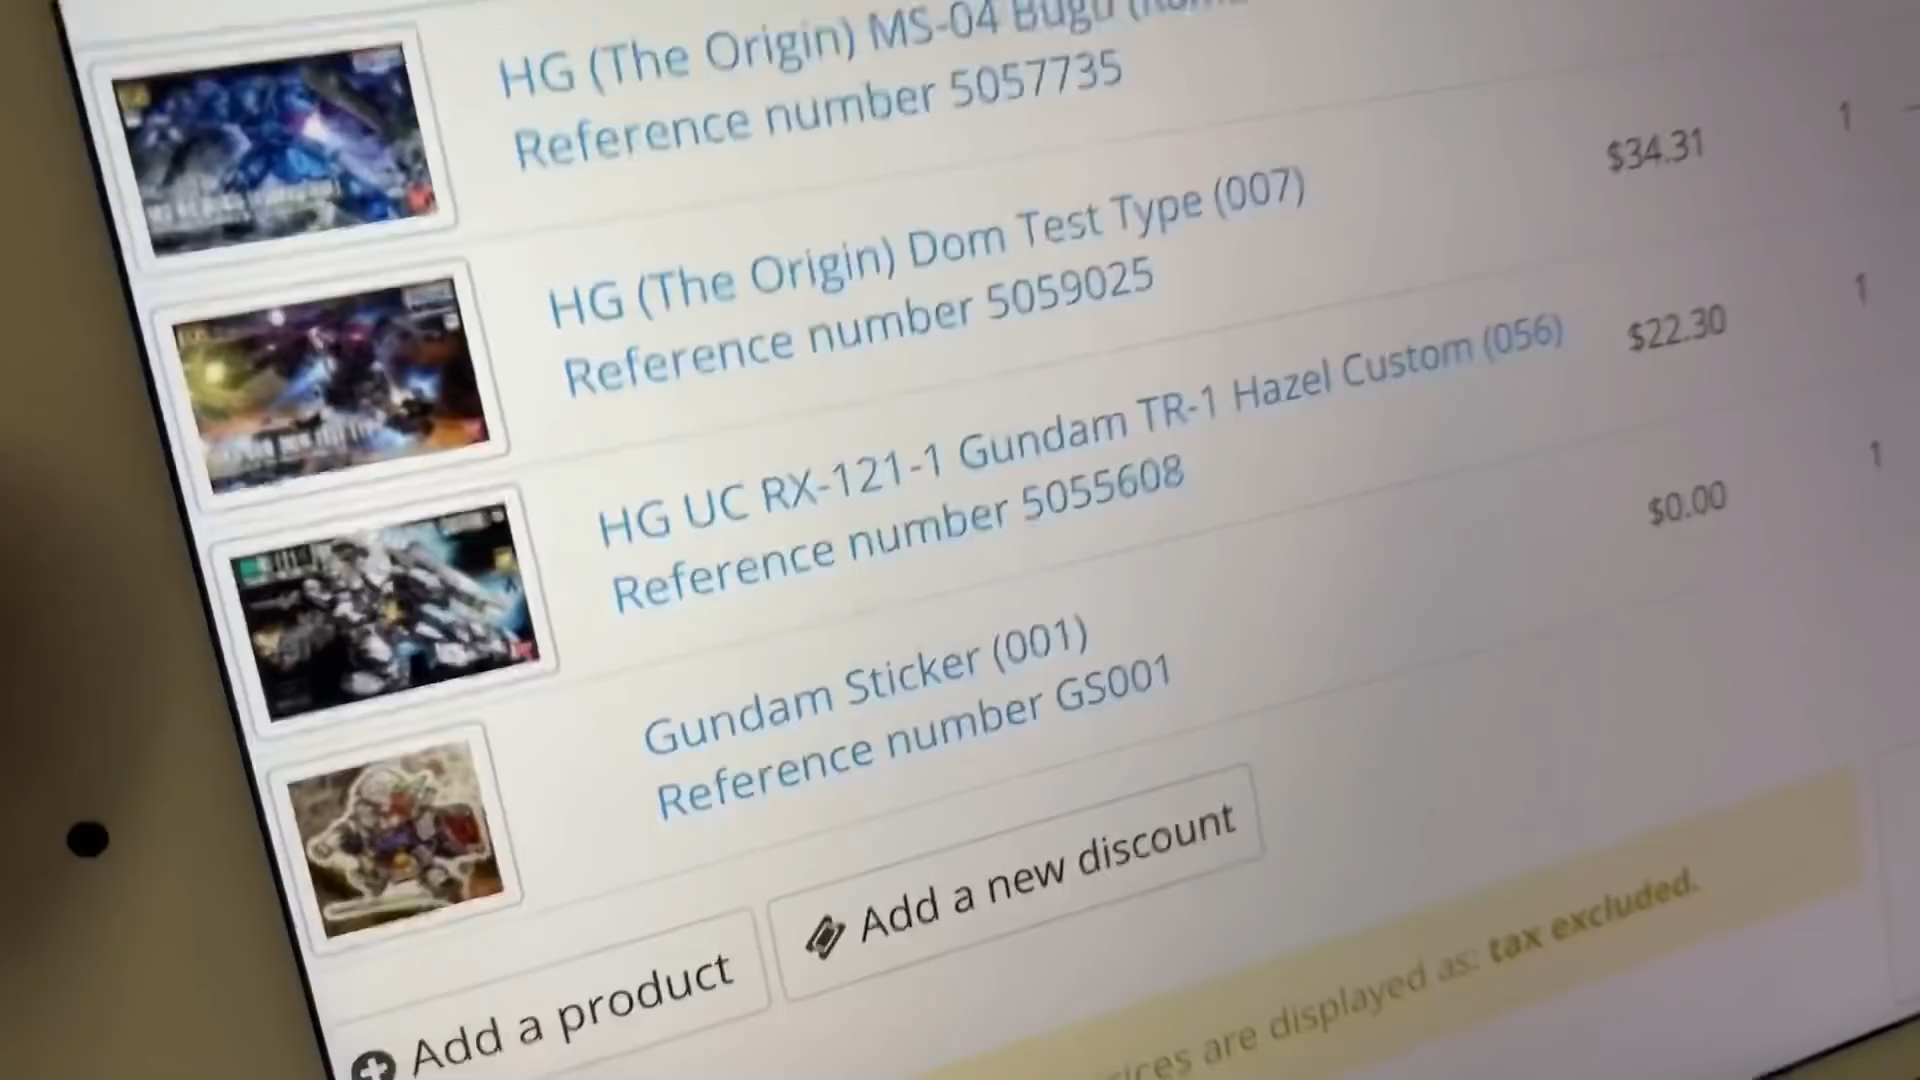 HG (The Origin) MS-04 Bugu
Reference number 5057735
$34.31 1
HG (The Origin) Dom Test Type (007)
Reference number 5059025
$22.30 1
HG UC RX-121-1 Gundam TR-1 Hazel Custom (056)
Reference number 5055608
$0.00 1
Gundam Sticker (001)
Reference number GS001
Add a product
Add a new discount
are displayed as: tax excluded.